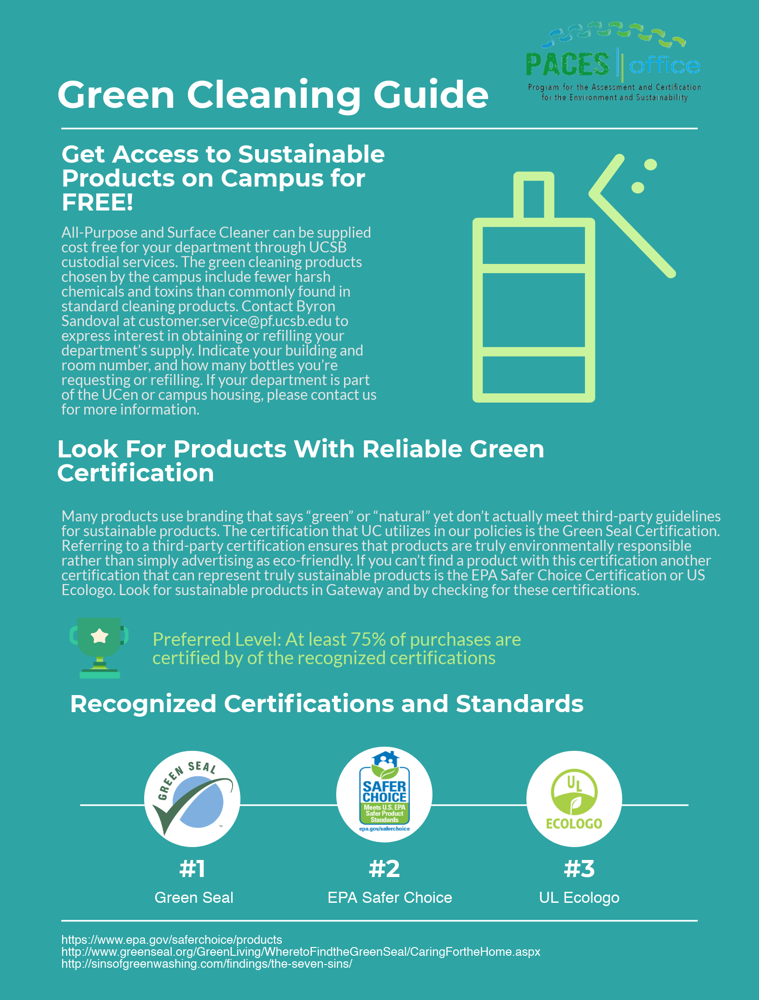 PACES office
Program for the Assessment and Certification
for the Environment and Sustainability
Green Cleaning Guide
Get Access to Sustainable
Products on Campus for
FREE!
All-Purpose and Surface Cleaner can be supplied
cost free for your department through UCSB
custodial services. The green cleaning products
chosen by the campus include fewer harsh
chemicals and toxins than commonly found in
standard cleaning products. Contact Byron
Sandoval at customer.service@pf.ucsb.edu to
express interest in obtaining or refilling your
department’s supply. Indicate your building and
room number, and how many bottles you’re
requesting or refilling. If your department is part
of the UCen or campus housing, please contact us
for more information.
Look For Products With Reliable Green
Certification
Many products use branding that says “green” or “natural” yet don’t actually meet third-party guidelines
for sustainable products. The certification that UC utilizes in our policies is the Green Seal Certification.
Referring to a third-party certification ensures that products are truly environmentally responsible
rather than simply advertising as eco-friendly. If you can’t find a product with this certification another
certification that can represent truly sustainable products is the EPA Safer Choice Certification or US
Ecologo. Look for sustainable products in Gateway and by checking for these certifications.
Preferred Level: At least 75% of purchases are
certified by of the recognized certifications
Recognized Certifications and Standards
GREEN SEAL
TM
SAFER
CHOICE
Meets U.S. EPA
Safer Product
Standards
epa.gov/saferchoice
UL
ECOLOGO
#1
#2
#3
Green Seal
EPA Safer Choice
UL Ecologo
https://www.epa.gov/saferchoice/products
http://www.greenseal.org/GreenLiving/WheretoFindtheGreenSeal/CaringFortheHome.aspx
http://sinsofgreenwashing.com/findings/the-seven-sins/